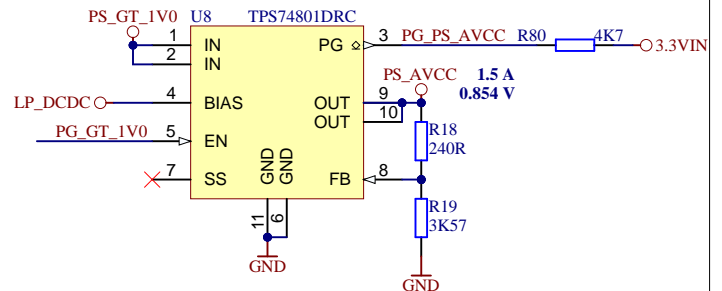 PS_GT_1V0 U8 TPS74801DRC
1 IN PG 3 PG_PS_AVCC R80 4K7 3.3VIN
2 IN
PS_AVCC 1.5 A
0.854 V
LP_DCDC 4 BIAS OUT 9
OUT 10
PG_GT_1V0 5 EN
R18
240R
7 SS GND GND FB 8
R19
3K57
11 6
GND GND